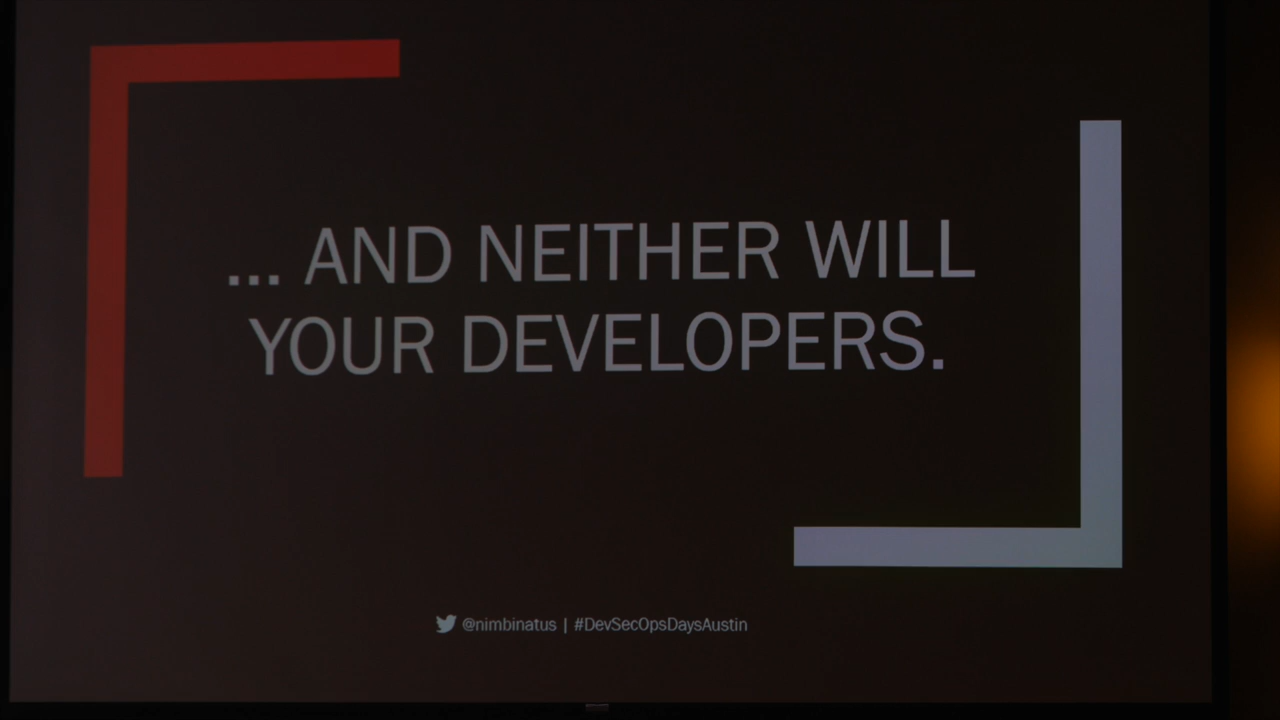 ... AND NEITHER WILL
YOUR DEVELOPERS.
@nimbinatus | #DevSecOpsDaysAustin